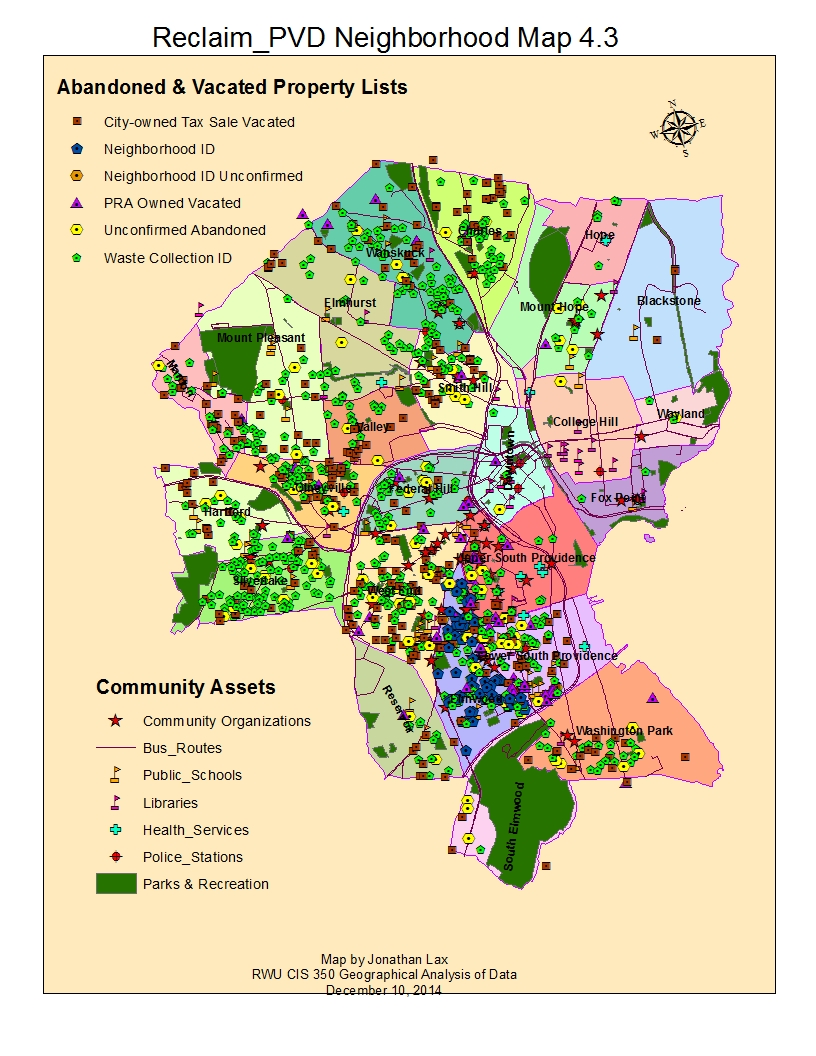 Reclaim_PVD Neighborhood Map 4.3
Abandoned & Vacated Property Lists
N
W E
S
City-owned Tax Sale Vacated
Neighborhood ID
Neighborhood ID Unconfirmed
PRA Owned Vacated
Unconfirmed Abandoned
Waste Collection ID
Charles
Hope
Wanskuck
Blackstone
Elmhurst
Mount Hope
Mount Pleasant
Manton
Smith Hill
Wayland
College Hill
Valley
Downtown
Olneyville
Federal Hill
Fox Point
Hartford
Upper South Providence
Silver Lake
West End
Lower South Providence
Elmwood
Reservoir
Washington Park
South Elmwood
Community Assets
Community Organizations
Bus_Routes
Public_Schools
Libraries
Health_Services
Police_Stations
Parks & Recreation
Map by Jonathan Lax
RWU CIS 350 Geographical Analysis of Data
December 10, 2014